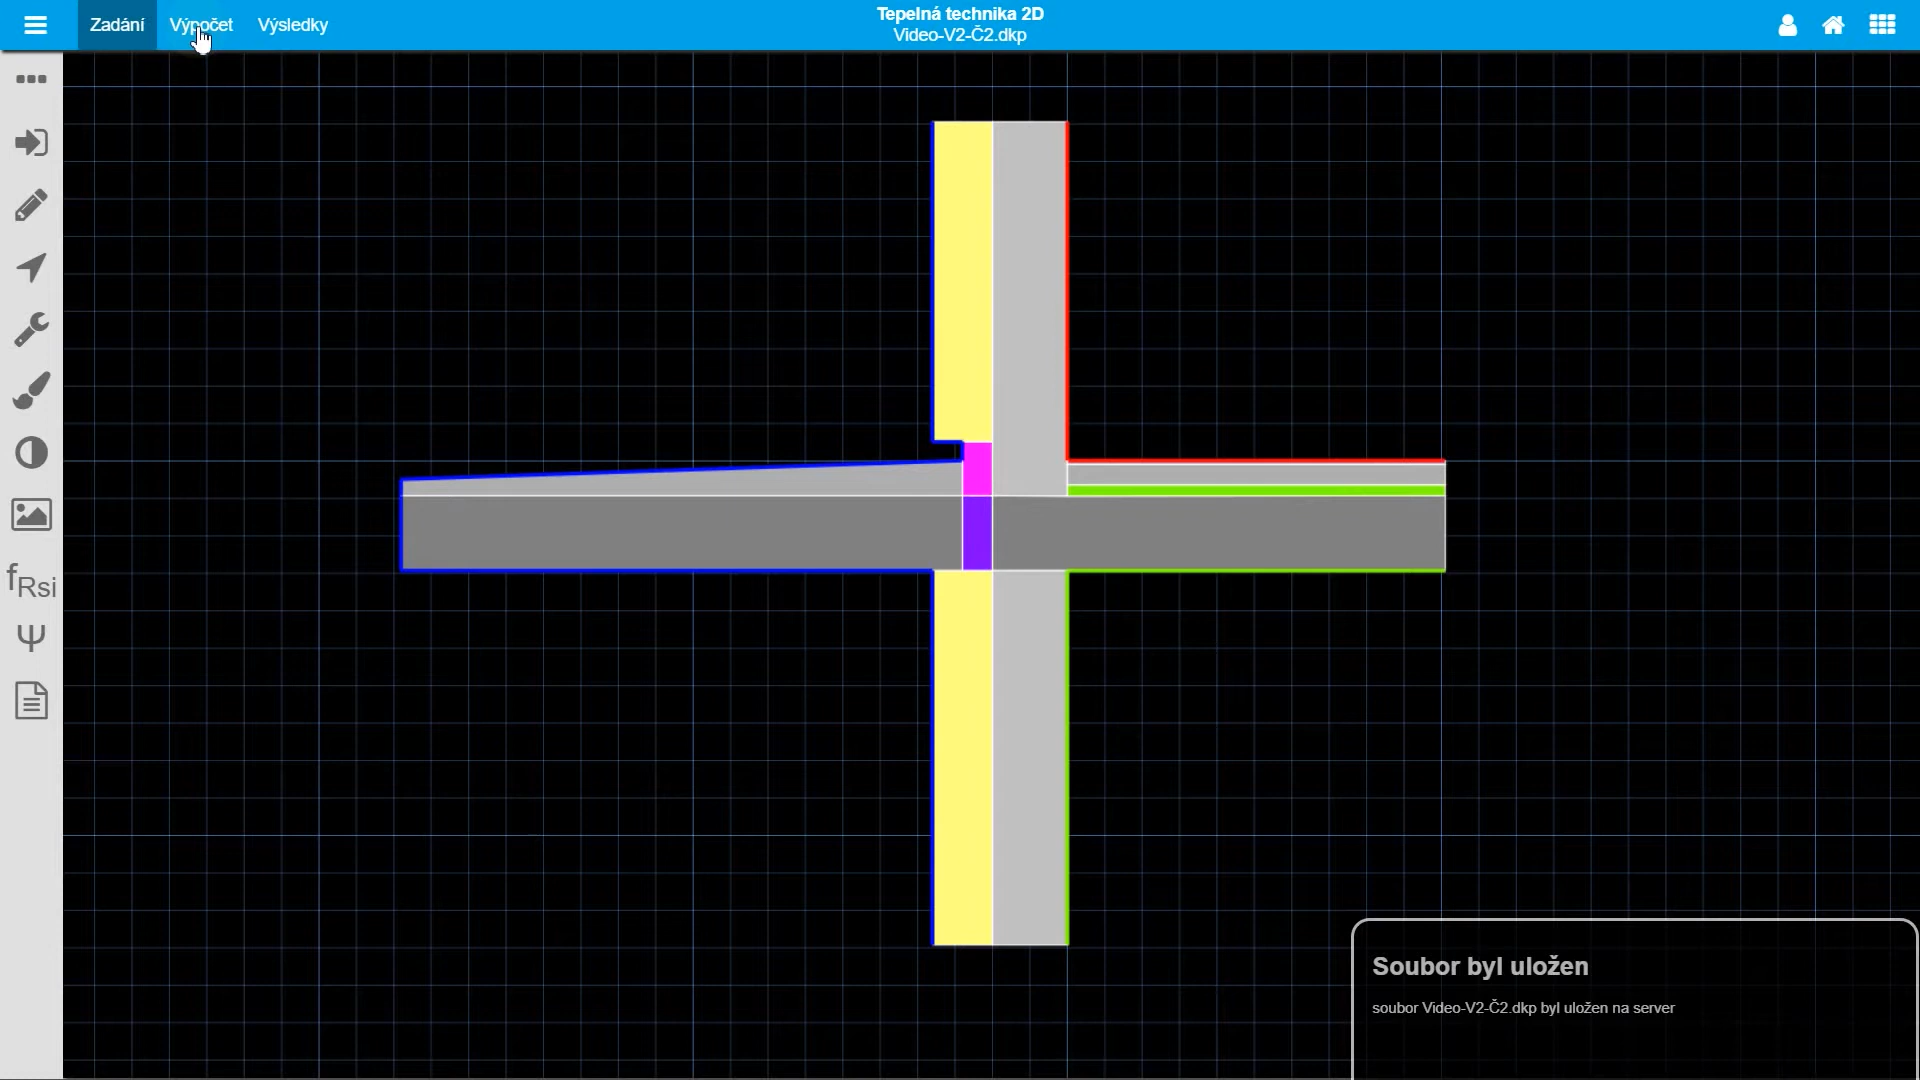 Zadání
Výpočet
Výsledky
Tepelná technika 2D
Video-V2-Č2.dkp
fRsi
Ψ
Soubor byl uložen
soubor Video-V2-Č2.dkp byl uložen na server